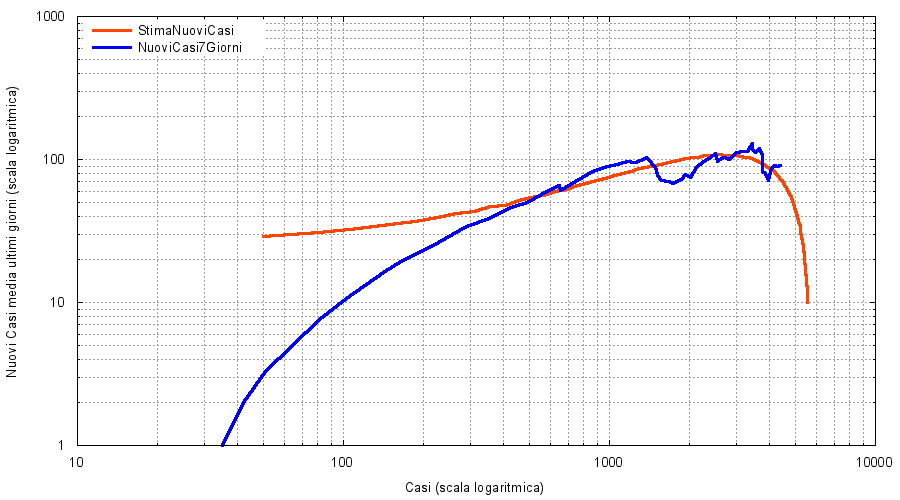 1000
StimaNuoviCasi
NuoviCasi7Giorni
100
10
1
10
100
1000
10000
Nuovi Casi media ultimi giorni (scala logaritmica)
Casi (scala logaritmica)